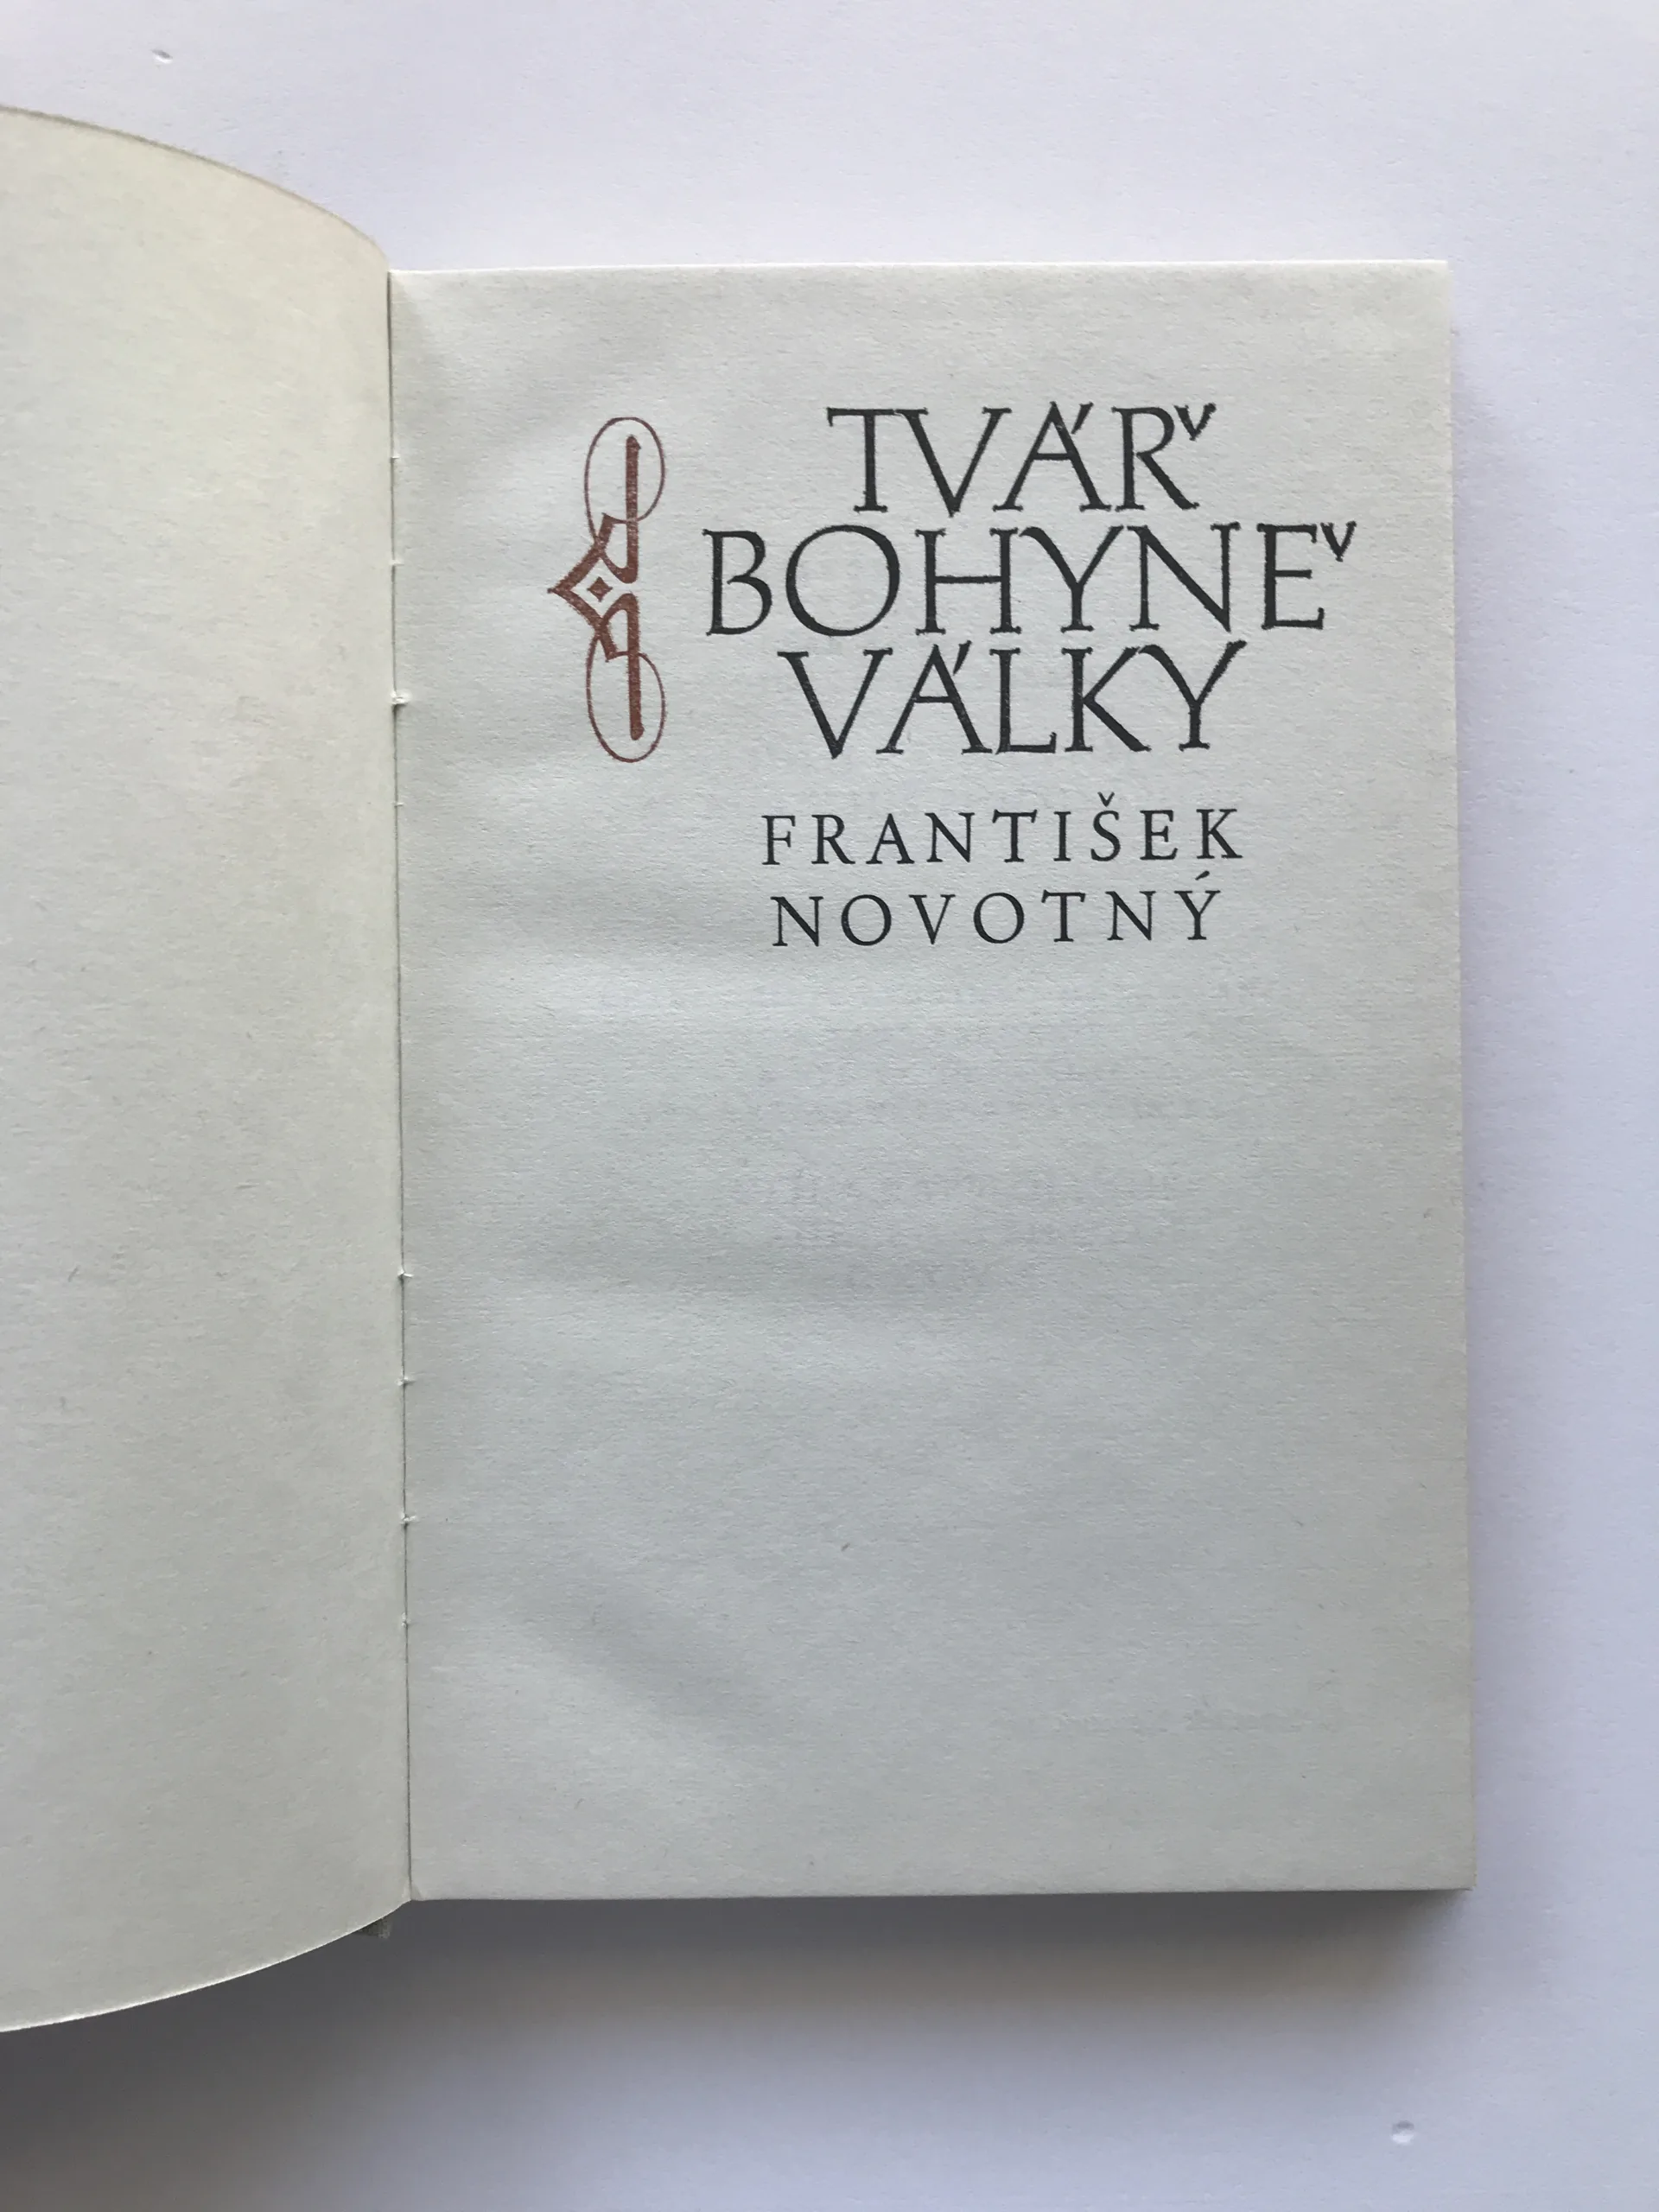 TVÁŘ
BOHYNĚ
VÁLKY
FRANTIŠEK
NOVOTNÝ